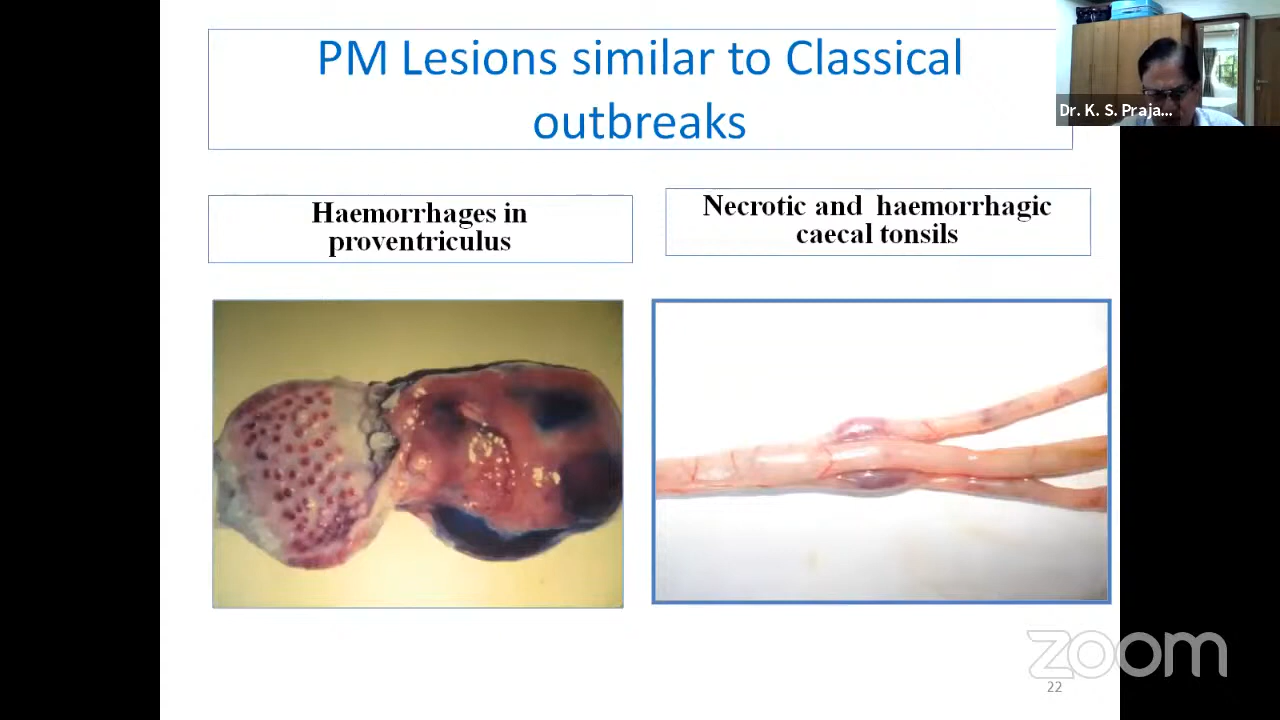 PM Lesions similar to Classical
outbreaks
Dr. K. S. Praja...
Haemorrhages in
proventriculus
Necrotic and haemorrhagic
caecal tonsils
zoom
22